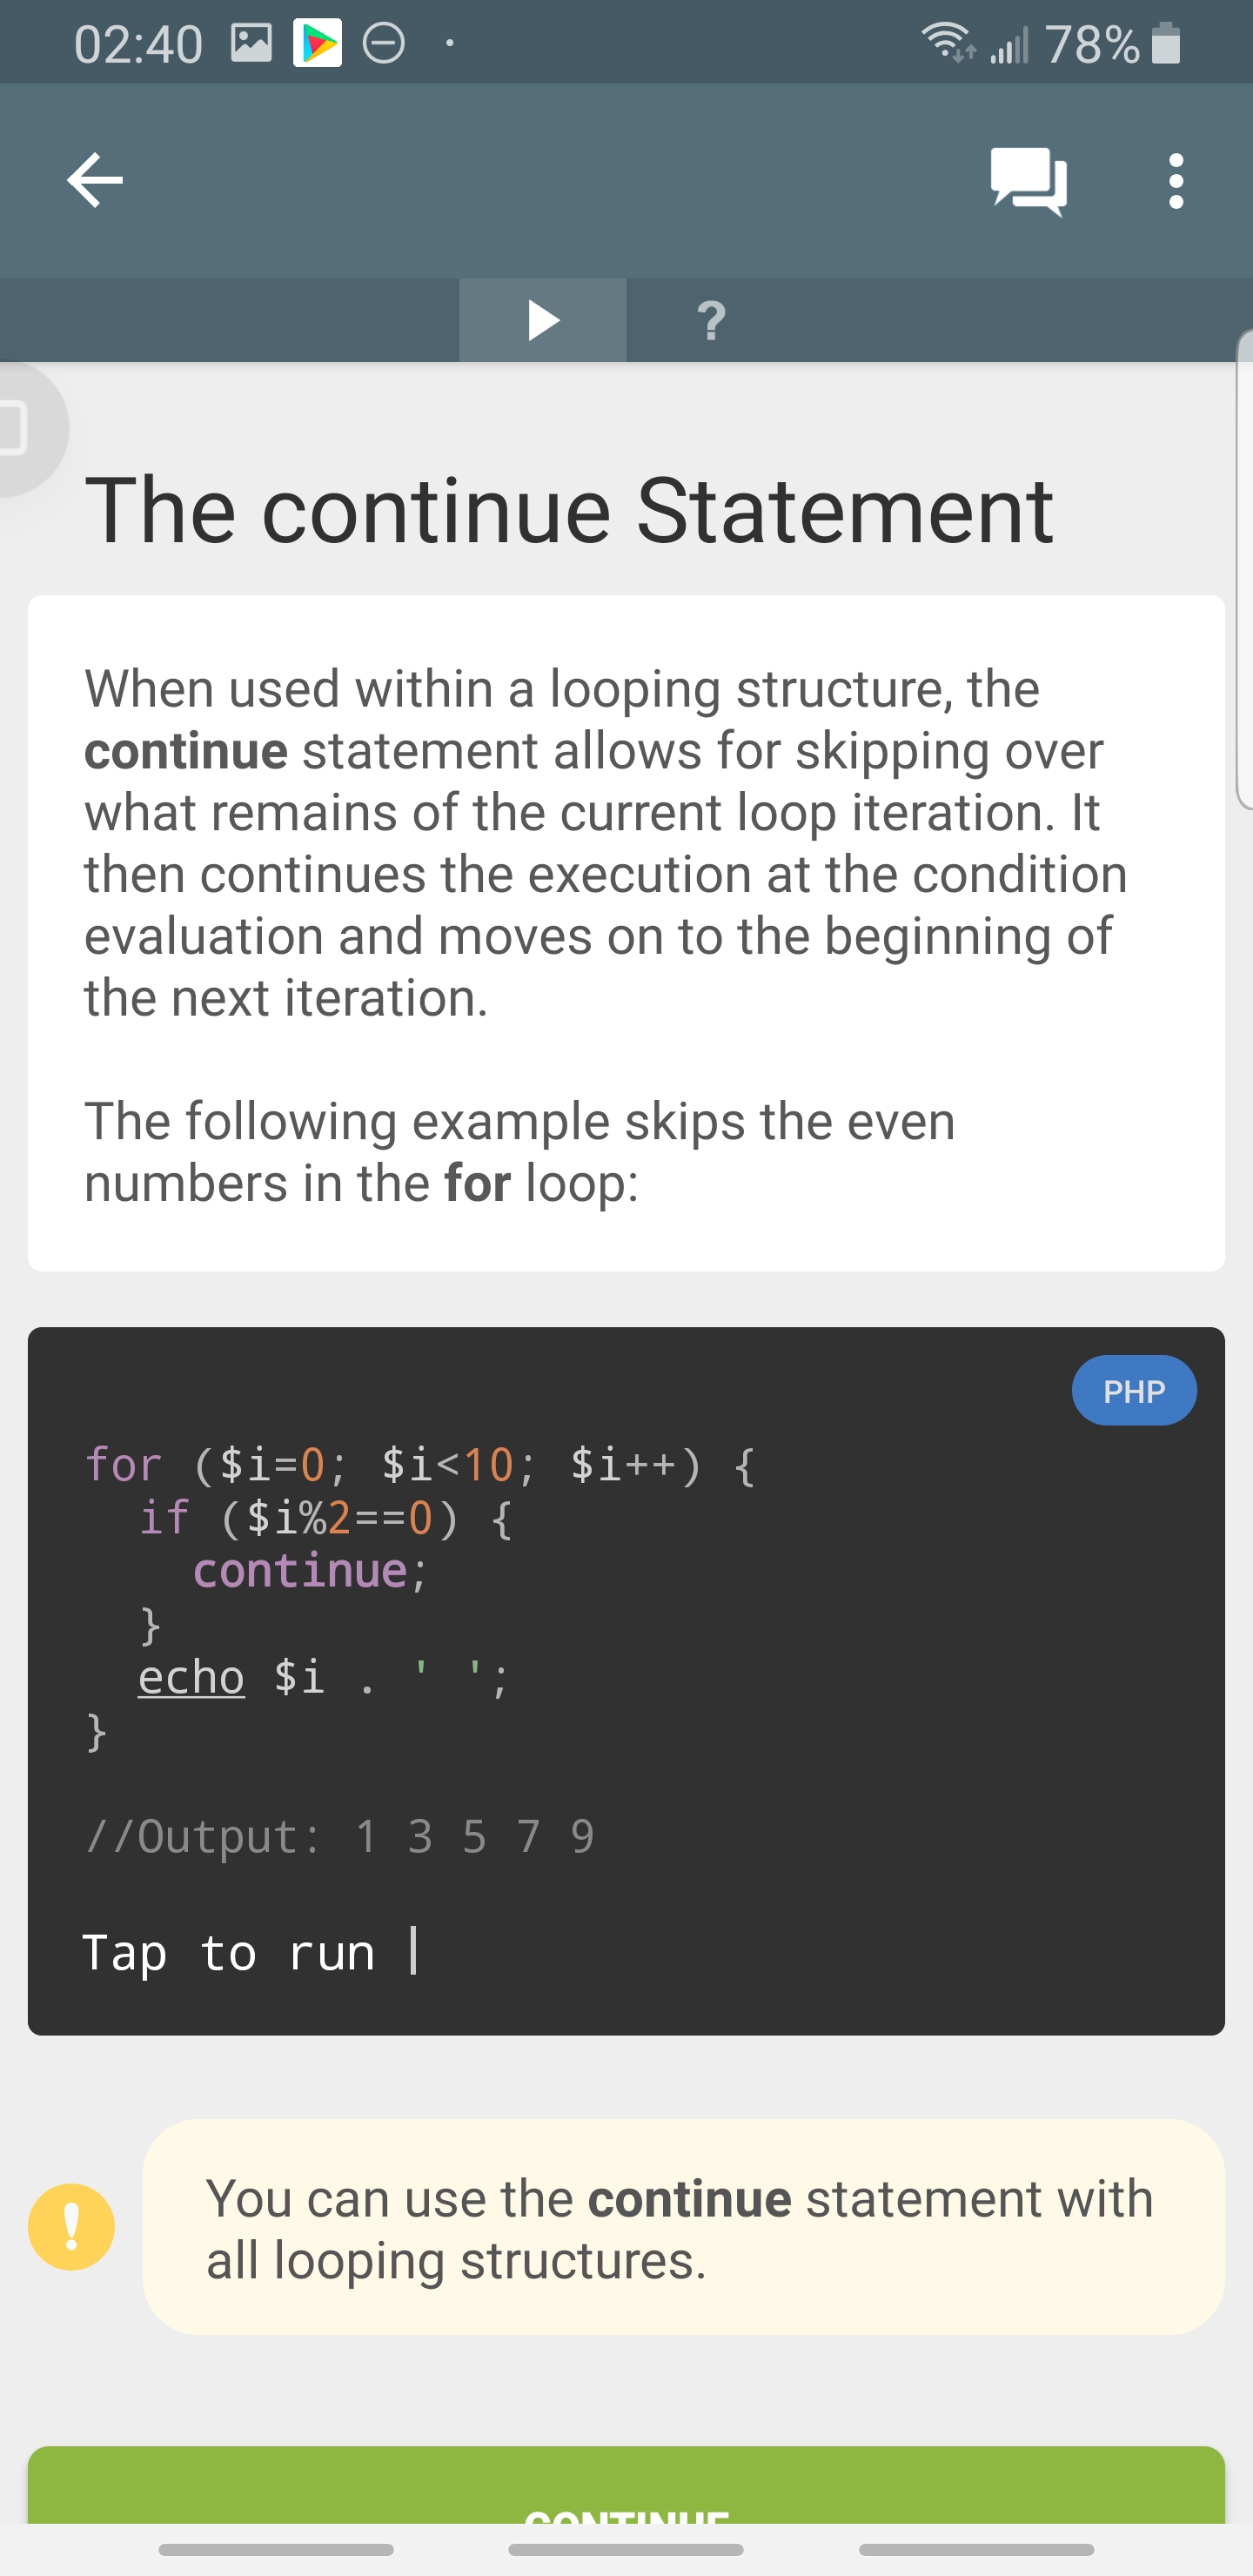 02:40
78%
?
The continue Statement
When used within a looping structure, the
continue statement allows for skipping over
what remains of the current loop iteration. It
then continues the execution at the condition
evaluation and moves on to the beginning of
the next iteration.
The following example skips the even
numbers in the for loop:
PHP
for ($i=0; $i<10; $i++) {
if ($i%2==0) {
continue;
}
echo $i . ' ';
}
//Output: 1 3 5 7 9
Tap to run
!
You can use the continue statement with
all looping structures.
CONTINUE